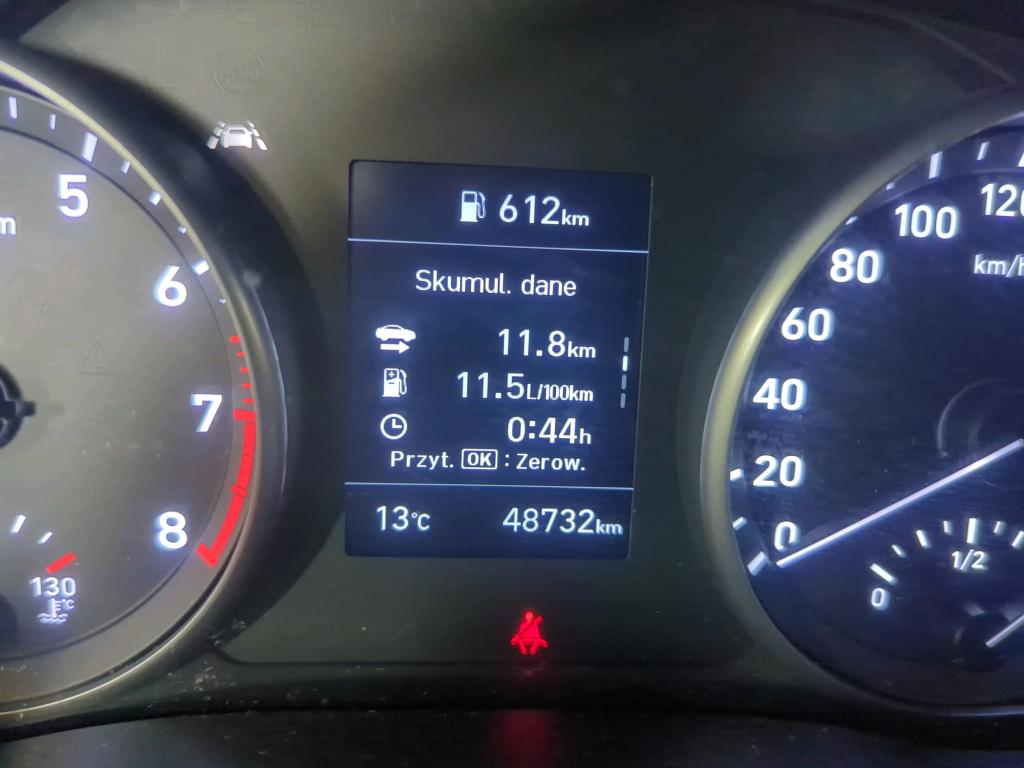 612km
Skumul. dane
11.8km
11.5L/100km
0:44h
Przyt. OK : Zerow.
13°C 48732km
5
6
7
8
130
°C
120
100
km/h
80
60
40
20
0
1/2
0